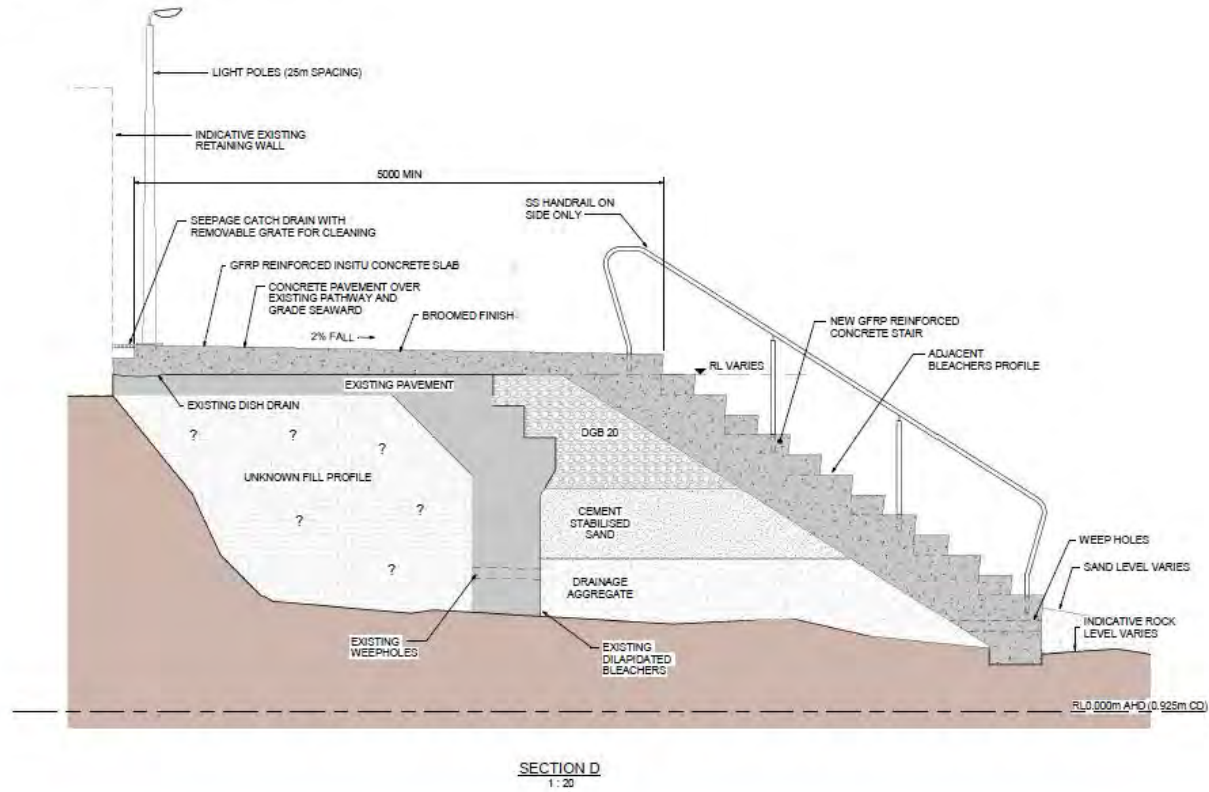 LIGHT POLES (25m SPACING)
INDICATIVE EXISTING
RETAINING WALL
5000 MIN
SS HANDRAIL ON
SIDE ONLY
SEEPAGE CATCH DRAIN WITH
REMOVABLE GRATE FOR CLEANING
GFRP REINFORCED INSITU CONCRETE SLAB
CONCRETE PAVEMENT OVER
EXISTING PATHWAY AND
GRADE SEAWARD
BROOMED FINISH
2% FALL
NEW GFRP REINFORCED
CONCRETE STAIR
ADJACENT
BLEACHERS PROFILE
RL VARIES
EXISTING PAVEMENT
EXISTING DISH DRAIN
DGB 20
? ? ?
UNKNOWN FILL PROFILE
? ?
?
CEMENT
STABILISED
SAND
WEEP HOLES
SAND LEVEL VARIES
DRAINAGE
AGGREGATE
INDICATIVE ROCK
LEVEL VARIES
EXISTING
WEEPHOLES
EXISTING
DILAPIDATED
BLEACHERS
RL0.000m AHD (0.925m CD)
SECTION D
1 : 20